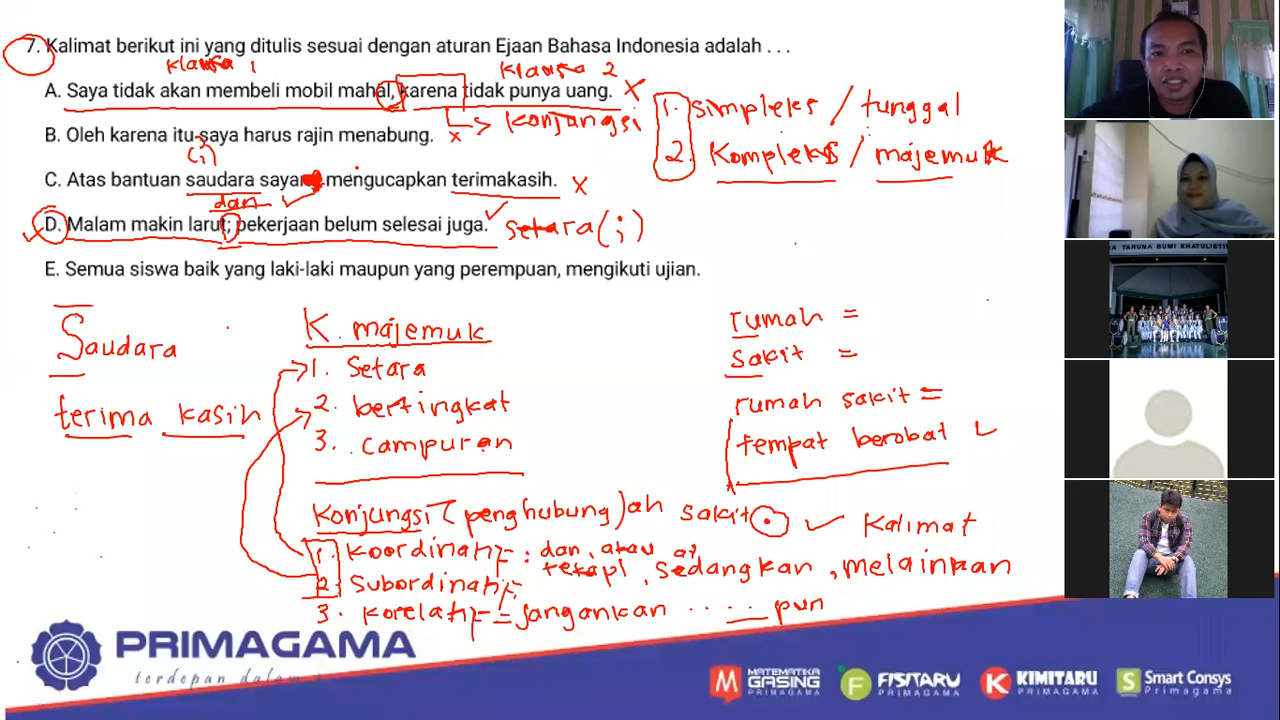 7. Kalimat berikut ini yang ditulis sesuai dengan aturan Ejaan Bahasa Indonesia adalah . . .
klausa 1
klausa 2
A. Saya tidak akan membeli mobil mahal, karena tidak punya uang. X
1. simpleks / tunggal
x > konjungsi
B. Oleh karena itu saya harus rajin menabung.
2. Kompleks / majemuk
(;)
C. Atas bantuan saudara saya mengucapkan terimakasih. X
dan
D. Malam makin larut; pekerjaan belum selesai juga. setara (;)
E. Semua siswa baik yang laki-laki maupun yang perempuan, mengikuti ujian.
Saudara
terima kasih
K. majemuk
1. Setara
2. bertingkat
3. campuran
rumah =
sakit =
rumah sakit =
tempat berobat
Konjungsi (penghubung)
ah sakit . Kalimat
1. koordinatif = dan, atau
tetapi, sedangkan, melainkan
2. Subordinatif =
3. korelatif = jangankan .... pun
PRIMAGAMA
terdepan dalam
MATEMATIKA
GASING
PRIMAGAMA
FISITARU
PRIMAGAMA
KIMITARU
PRIMAGAMA
Smart Consys
Primagama
A TARUNA BUMI KHATULISTI